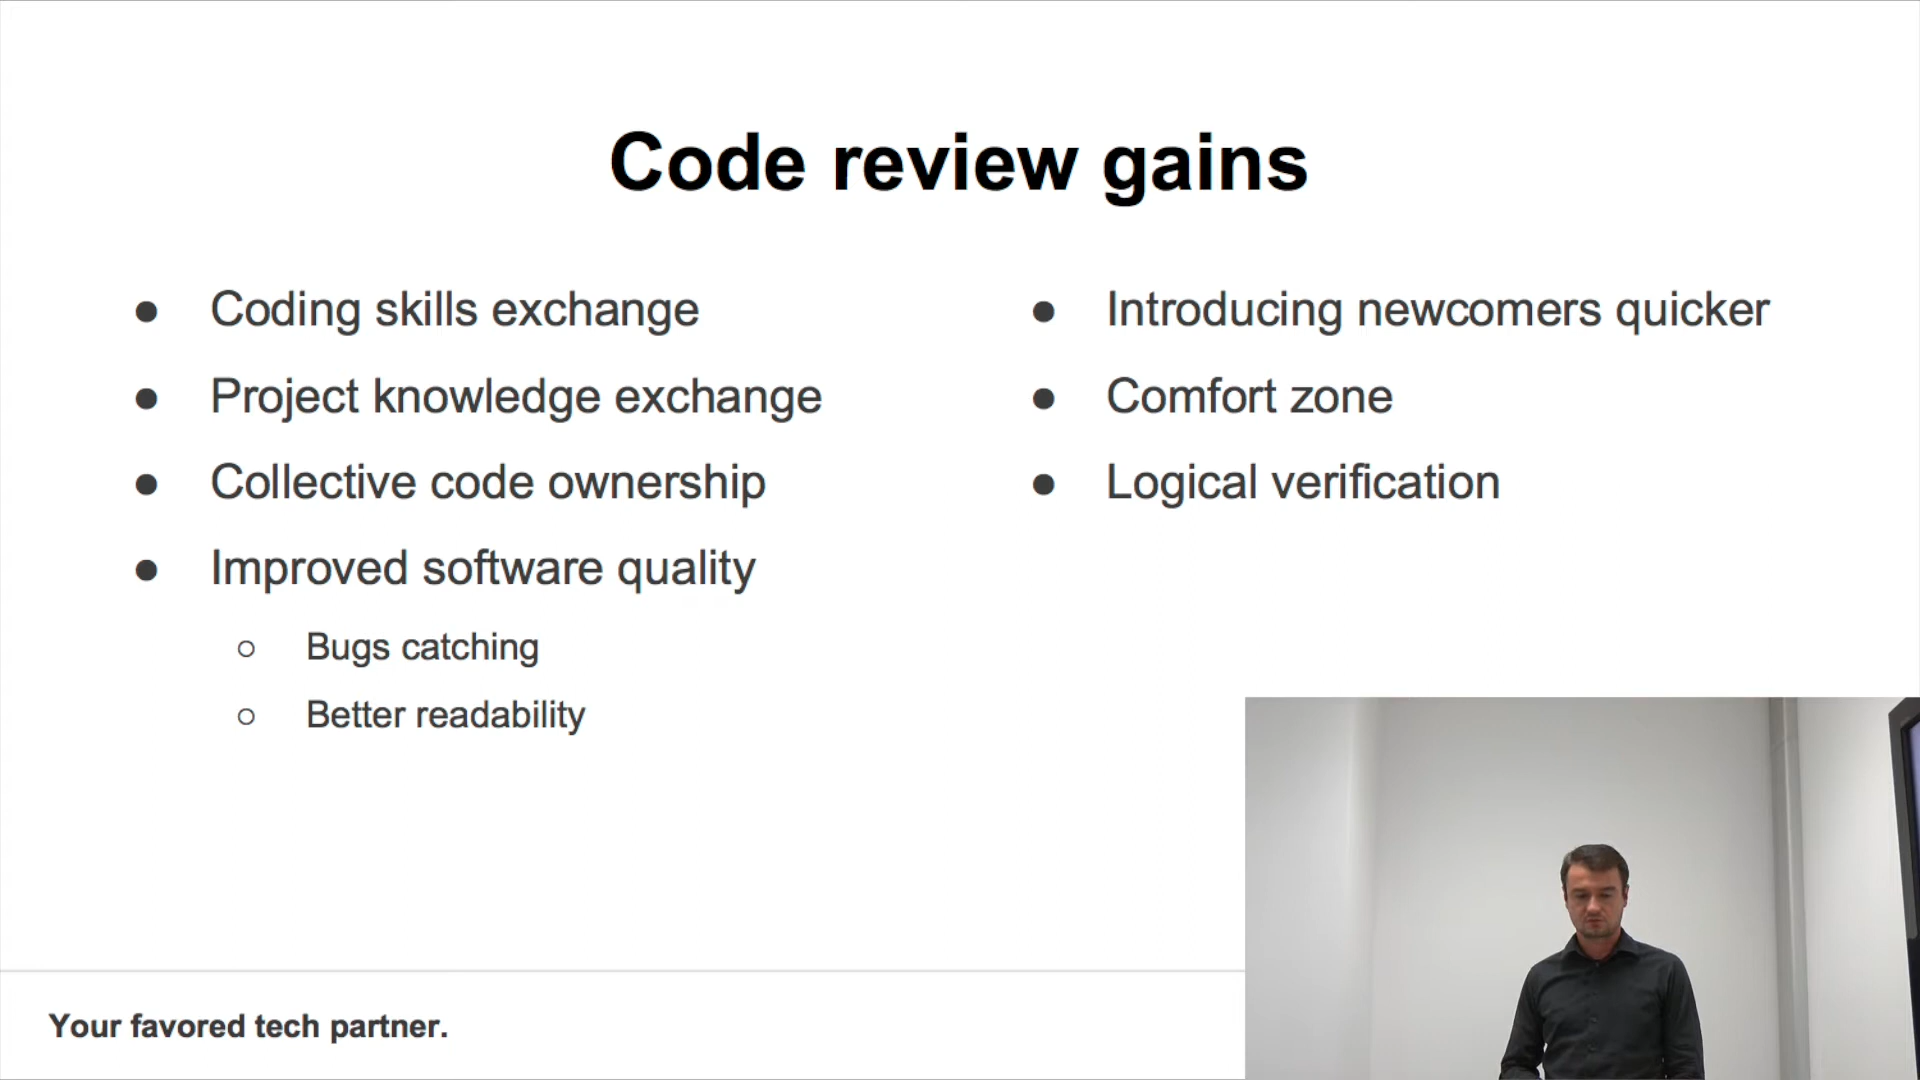 Code review gains
● Coding skills exchange
● Project knowledge exchange
● Collective code ownership
● Improved software quality
○ Bugs catching
○ Better readability
● Introducing newcomers quicker
● Comfort zone
● Logical verification
Your favored tech partner.